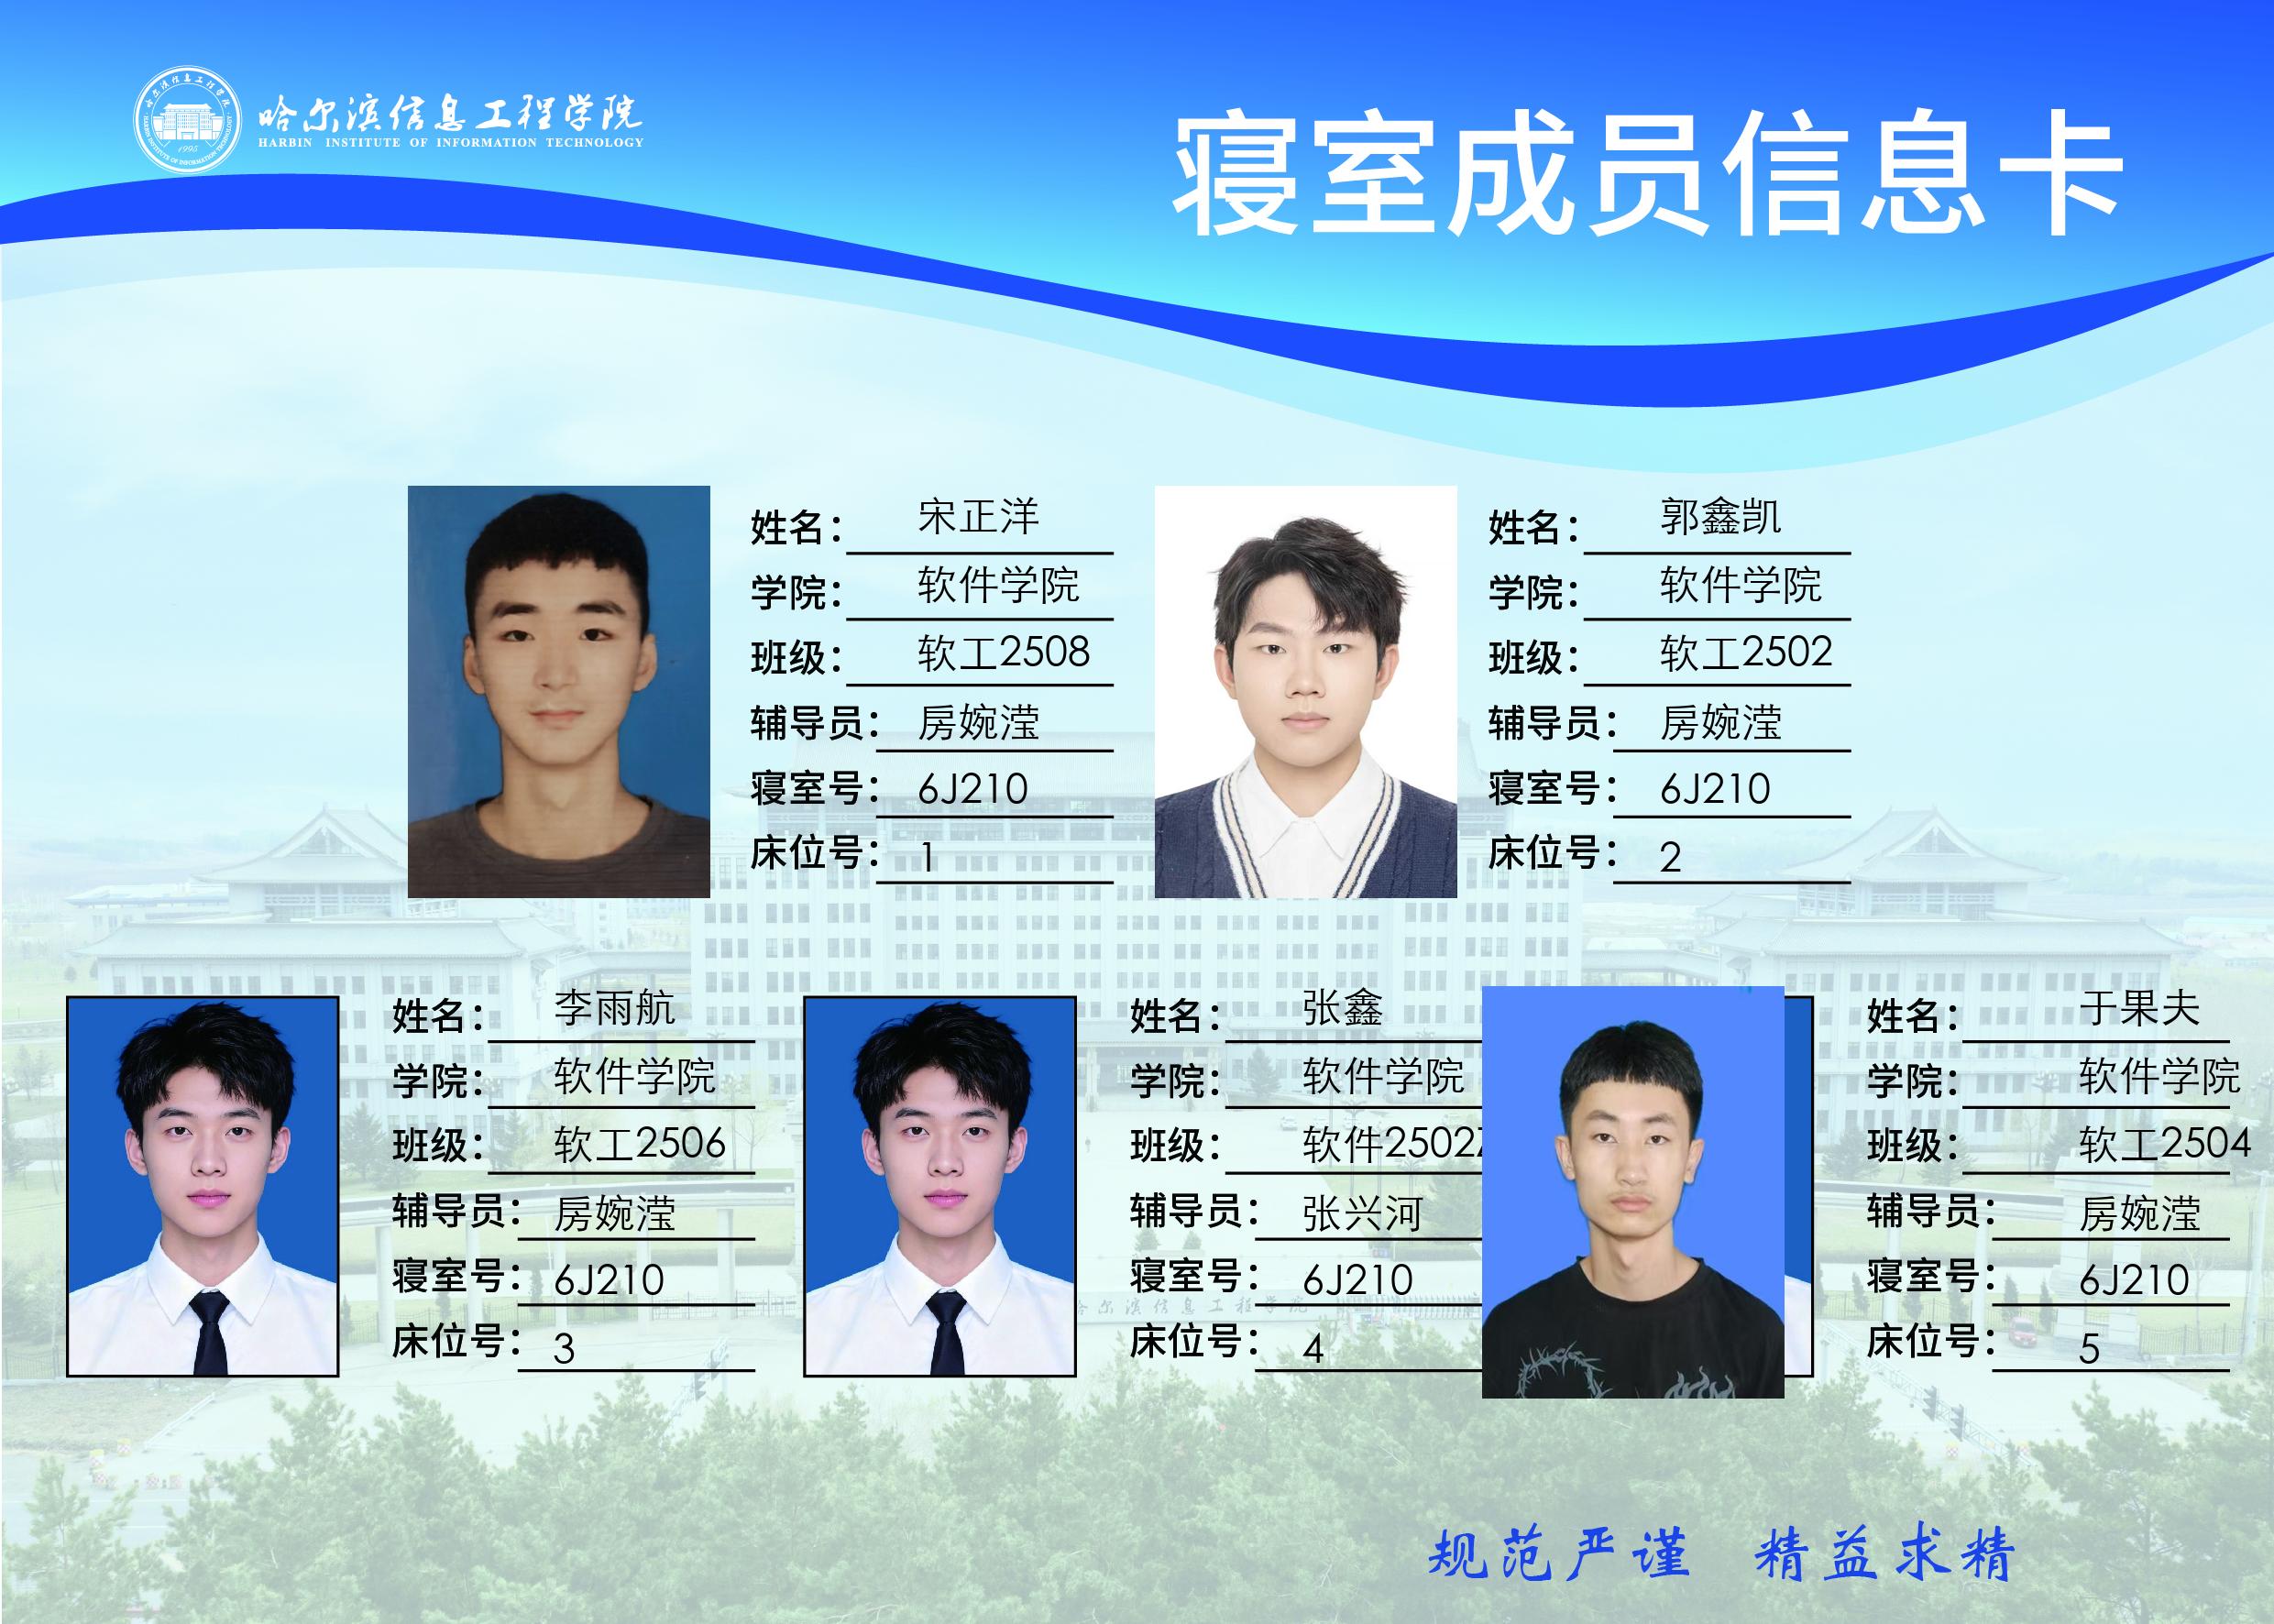 哈尔滨信息工程学院
HARBIN INSTITUTE OF INFORMATION TECHNOLOGY
1995
寝室成员信息卡
姓名：宋正洋
学院：软件学院
班级：软工2508
辅导员：房婉滢
寝室号：6J210
床位号：1
姓名：郭鑫凯
学院：软件学院
班级：软工2502
辅导员：房婉滢
寝室号：6J210
床位号：2
姓名：李雨航
学院：软件学院
班级：软工2506
辅导员：房婉滢
寝室号：6J210
床位号：3
姓名：张鑫
学院：软件学院
班级：软件2502
辅导员：张兴河
寝室号：6J210
床位号：4
姓名：于果夫
学院：软件学院
班级：软工2504
辅导员：房婉滢
寝室号：6J210
床位号：5
哈尔滨信息工程学院
规范严谨 精益求精